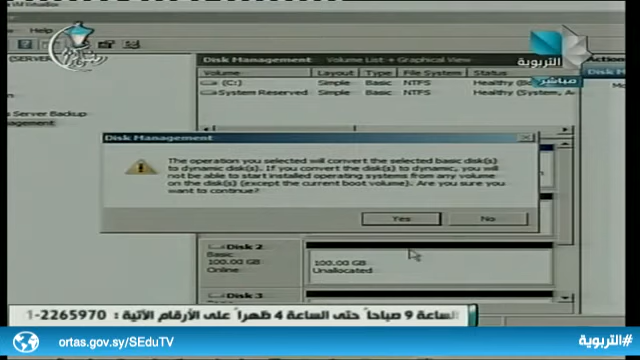 Help
Disk Management Volume List + Graphical View
Volume Layout Type File System Status
(C:) Simple Basic NTFS
System Reserved Simple Basic NTFS Healthy (System, A
Server Backup
التربوية
مباشر
Disk Management
The operation you selected will convert the selected basic disk(s)
to dynamic disk(s). If you convert the disk(s) to dynamic, you will
not be able to start installed operating systems from any volume
on the disk(s) (except the current boot volume). Are you sure you
want to continue?
Yes No
Disk 2
Basic
100.00 GB
Online
100.00 GB
Unallocated
Disk 3
الساعة 9 صباحاً حتى الساعة 4 ظهراً على الأرقام الآتية : 2265970-1
ortas.gov.sy/SEduTV
#التربوية